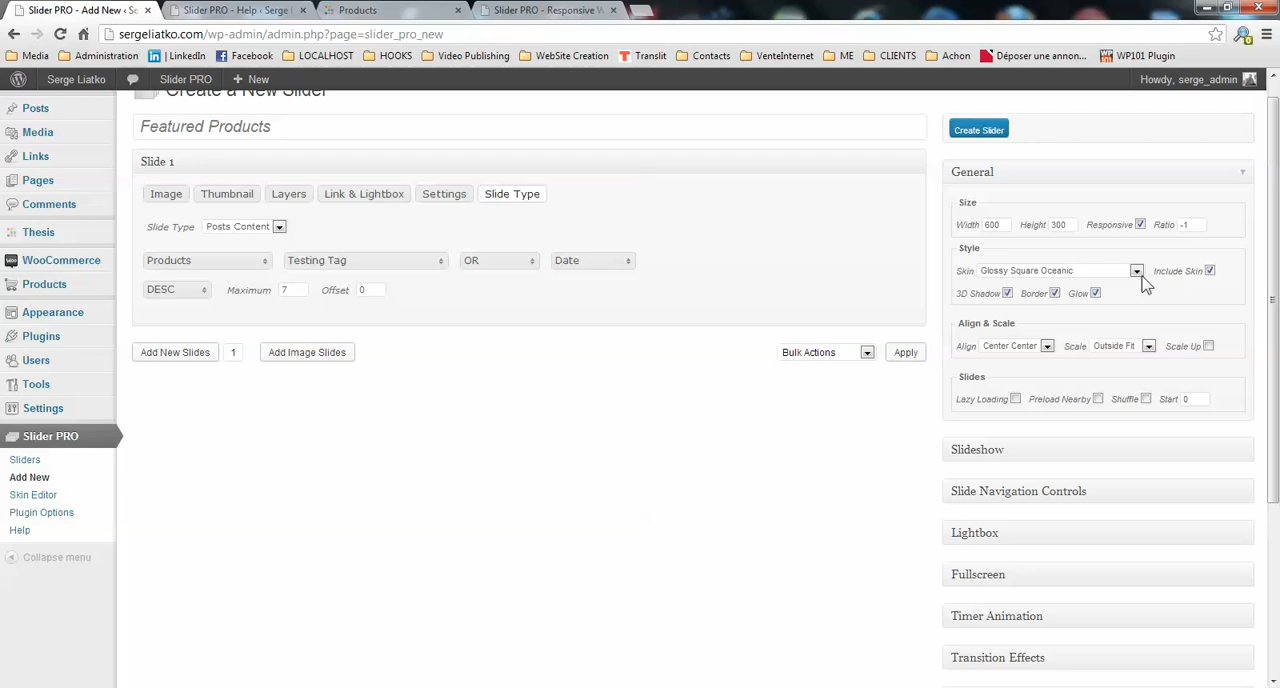 Slider PRO - Add New ‹ Se
Slider PRO - Help ‹ Serge
Products
Slider PRO - Responsive W
sergeliatko.com/wp-admin/admin.php?page=slider_pro_new
Media
Administration
LinkedIn
Facebook
LOCALHOST
HOOKS
Video Publishing
WebSite Creation
Translit
Contacts
VenteInternet
ME
CLIENTS
Achon
Déposer une annon...
WP101 Plugin
Serge Liatko
Slider PRO
+ New
Howdy, serge_admin
Posts
Media
Links
Pages
Comments
Thesis
WooCommerce
Products
Appearance
Plugins
Users
Tools
Settings
Slider PRO
Sliders
Add New
Skin Editor
Plugin Options
Help
Collapse menu
Create a New Slider
Featured Products
Slide 1
Image Thumbnail Layers Link & Lightbox Settings Slide Type
Slide Type Posts Content
Products Testing Tag OR Date
DESC Maximum 7 Offset 0
Add New Slides 1 Add Image Slides Bulk Actions Apply
Create Slider
General
Size
Width 600 Height 300 Responsive Ratio -1
Style
Skin Glossy Square Oceanic Include Skin
3D Shadow Border Glow
Align & Scale
Align Center Center Scale Outside Fit Scale Up
Slides
Lazy Loading Preload Nearby Shuffle Start 0
Slideshow
Slide Navigation Controls
Lightbox
Fullscreen
Timer Animation
Transition Effects